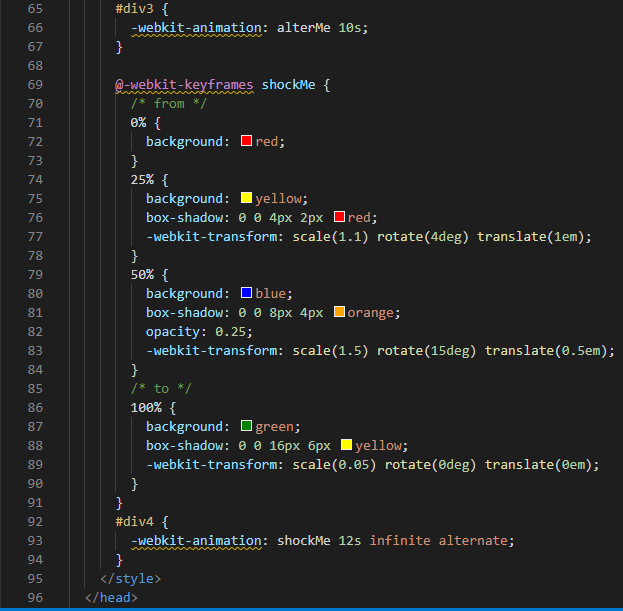 65 #div3 {
66 -webkit-animation: alterMe 10s;
67 }
68
69 @-webkit-keyframes shockMe {
70 /* from */
71 0% {
72 background: red;
73 }
74 25% {
75 background: yellow;
76 box-shadow: 0 0 4px 2px red;
77 -webkit-transform: scale(1.1) rotate(4deg) translate(1em);
78 }
79 50% {
80 background: blue;
81 box-shadow: 0 0 8px 4px orange;
82 opacity: 0.25;
83 -webkit-transform: scale(1.5) rotate(15deg) translate(0.5em);
84 }
85 /* to */
86 100% {
87 background: green;
88 box-shadow: 0 0 16px 6px yellow;
89 -webkit-transform: scale(0.05) rotate(0deg) translate(0em);
90 }
91 }
92 #div4 {
93 -webkit-animation: shockMe 12s infinite alternate;
94 }
95 </style>
96 </head>